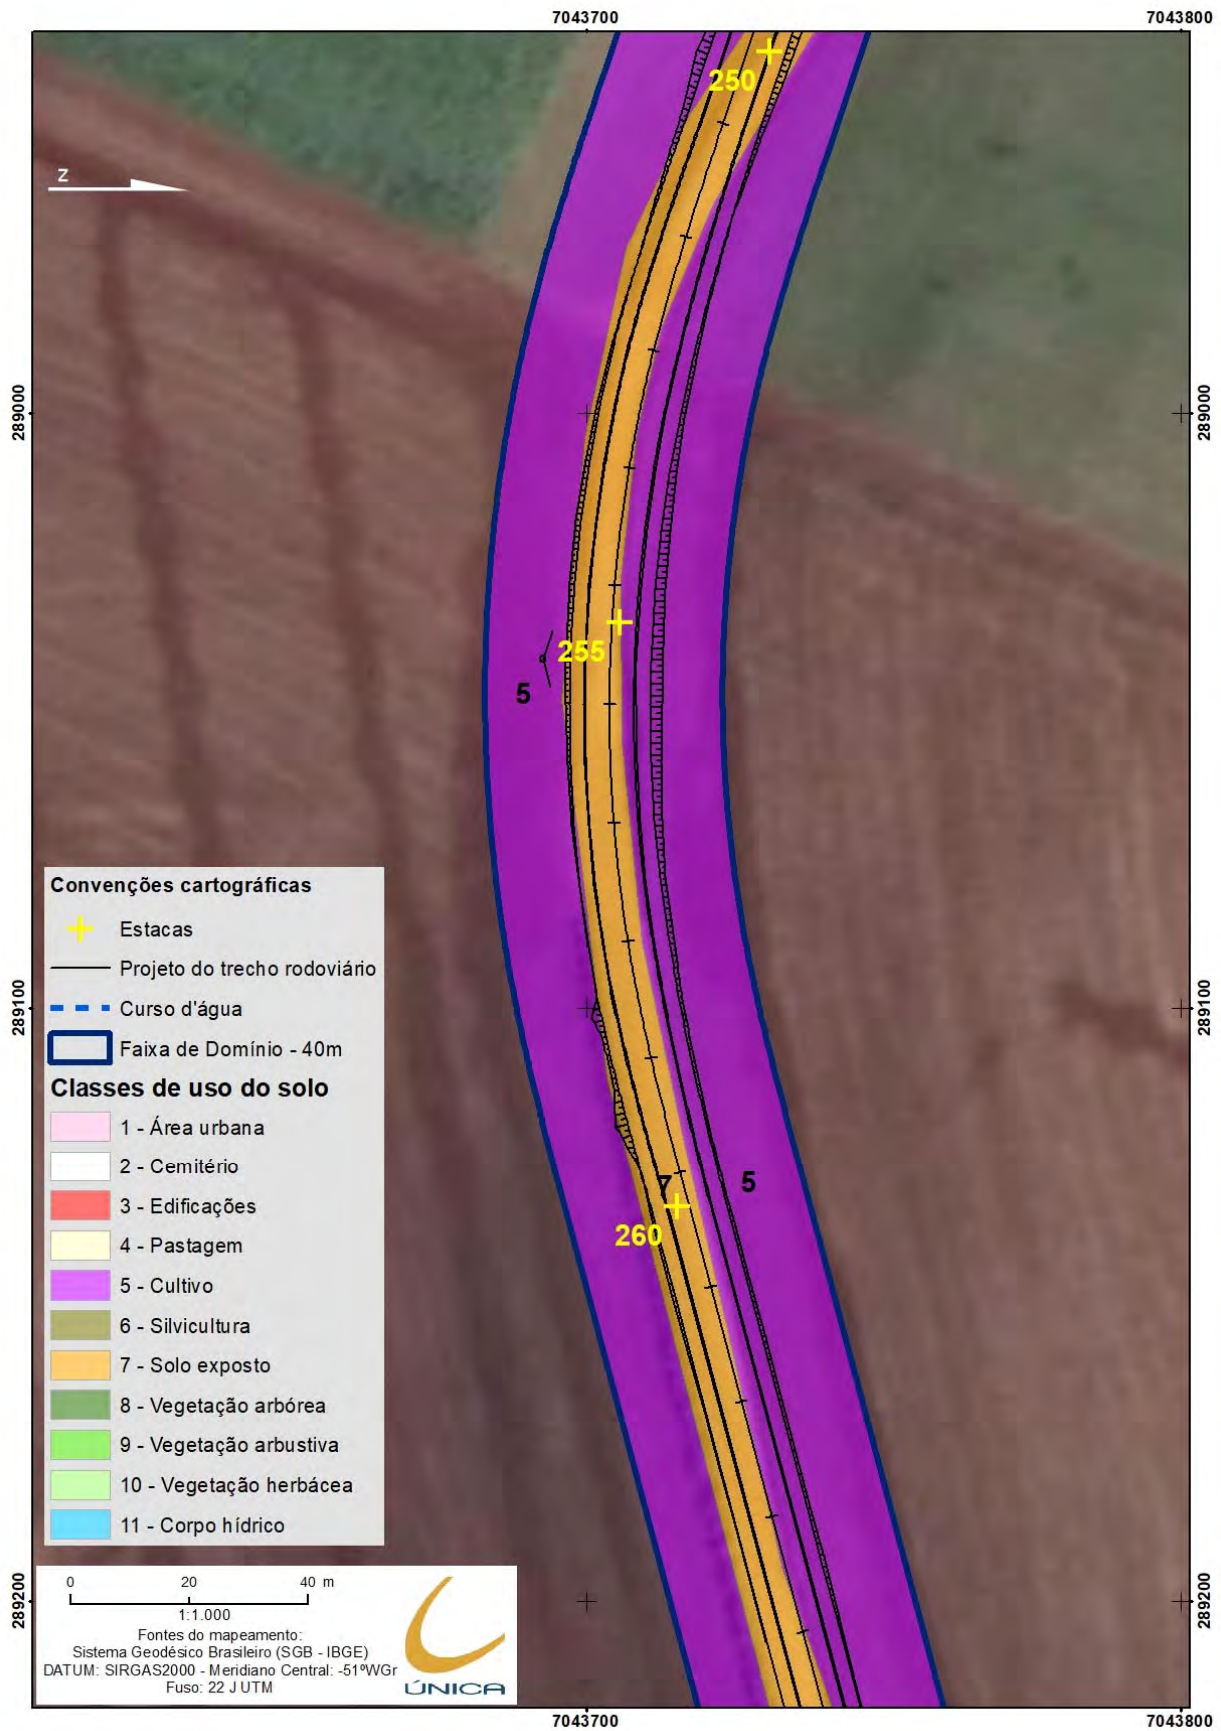 7043700
7043800
250
Z
289000
289000
255
5
Convenções cartográficas
Estacas
Projeto do trecho rodoviário
Curso d'água
Faixa de Domínio - 40m
Classes de uso do solo
1 - Área urbana
2 - Cemitério
3 - Edificações
4 - Pastagem
5 - Cultivo
6 - Silvicultura
7 - Solo exposto
8 - Vegetação arbórea
9 - Vegetação arbustiva
10 - Vegetação herbácea
11 - Corpo hídrico
289100
289100
7
5
260
289200
289200
0 20 40 m
1:1.000
Fontes do mapeamento:
Sistema Geodésico Brasileiro (SGB - IBGE)
DATUM: SIRGAS2000 - Meridiano Central: -51ºWGr
Fuso: 22 J UTM
ÚNICA
7043700
7043800